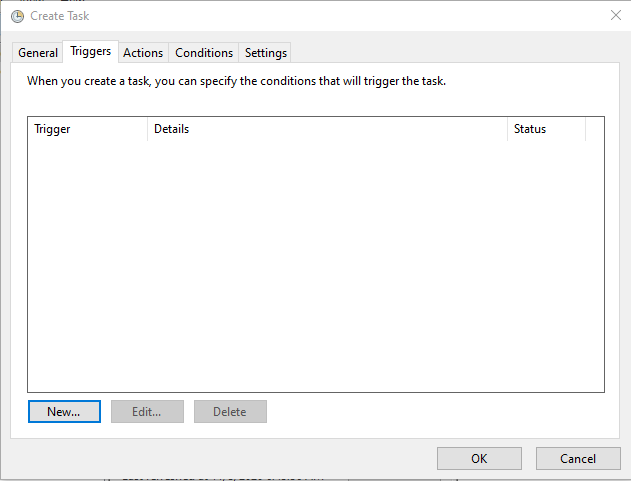 Create Task
General Triggers Actions Conditions Settings
When you create a task, you can specify the conditions that will trigger the task.
Trigger Details Status
New... Edit... Delete
OK Cancel